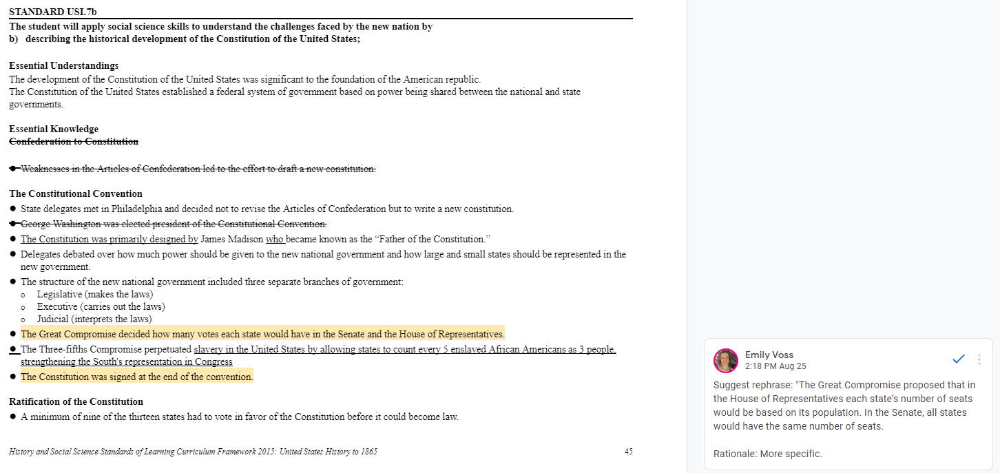 STANDARD USI.7b
The student will apply social science skills to understand the challenges faced by the new nation by
b) describing the historical development of the Constitution of the United States;
Essential Understandings
The development of the Constitution of the United States was significant to the foundation of the American republic.
The Constitution of the United States established a federal system of government based on power being shared between the national and state
governments.
Essential Knowledge
Confederation to Constitution
● Weaknesses in the Articles of Confederation led to the effort to draft a new constitution.
The Constitutional Convention
● State delegates met in Philadelphia and decided not to revise the Articles of Confederation but to write a new constitution.
● George Washington was elected president of the Constitutional Convention.
● The Constitution was primarily designed by James Madison who became known as the “Father of the Constitution.”
● Delegates debated over how much power should be given to the new national government and how large and small states should be represented in the
new government.
● The structure of the new national government included three separate branches of government:
o Legislative (makes the laws)
o Executive (carries out the laws)
o Judicial (interprets the laws)
● The Great Compromise decided how many votes each state would have in the Senate and the House of Representatives.
● The Three-fifths Compromise perpetuated slavery in the United States by allowing states to count every 5 enslaved African Americans as 3 people,
strengthening the South's representation in Congress
● The Constitution was signed at the end of the convention.
Ratification of the Constitution
● A minimum of nine of the thirteen states had to vote in favor of the Constitution before it could become law.
History and Social Science Standards of Learning Curriculum Framework 2015: United States History to 1865 45
Emily Voss
2:18 PM Aug 25
Suggest rephrase: "The Great Compromise proposed that in
the House of Representatives each state’s number of seats
would be based on its population. In the Senate, all states
would have the same number of seats.
Rationale: More specific.